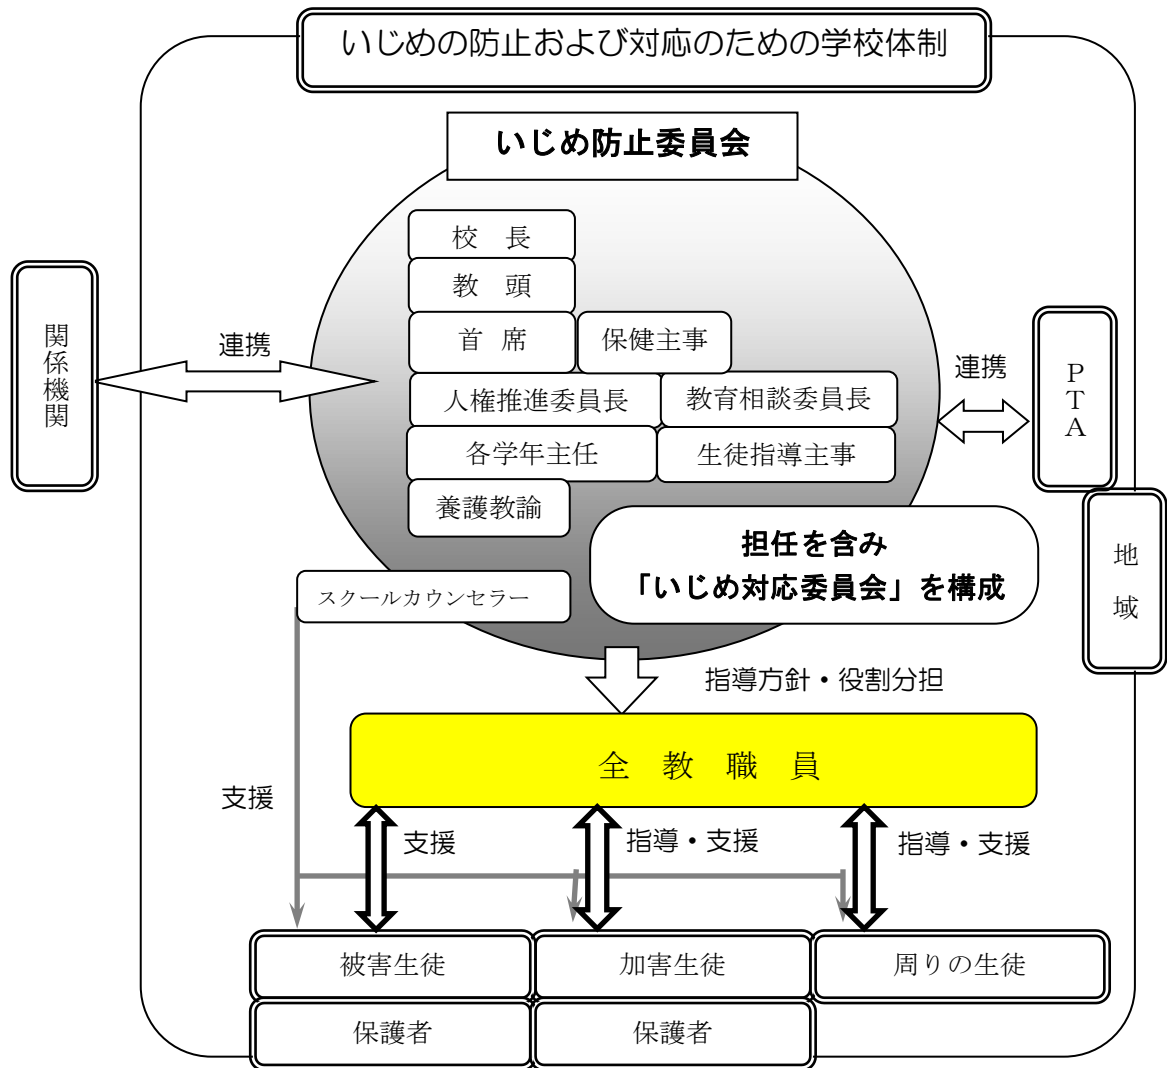 いじめの防止および対応のための学校体制
いじめ防止委員会
校　長
教　頭
首　席
保健主事
人権推進委員長
教育相談委員長
各学年主任
生徒指導主事
養護教諭
担任を含み
「いじめ対応委員会」を構成
スクールカウンセラー
関係機関
連携
連携
ＰＴＡ
地　域
指導方針・役割分担
全　教　職　員
支援
支援
指導・支援
指導・支援
被害生徒
加害生徒
周りの生徒
保護者
保護者